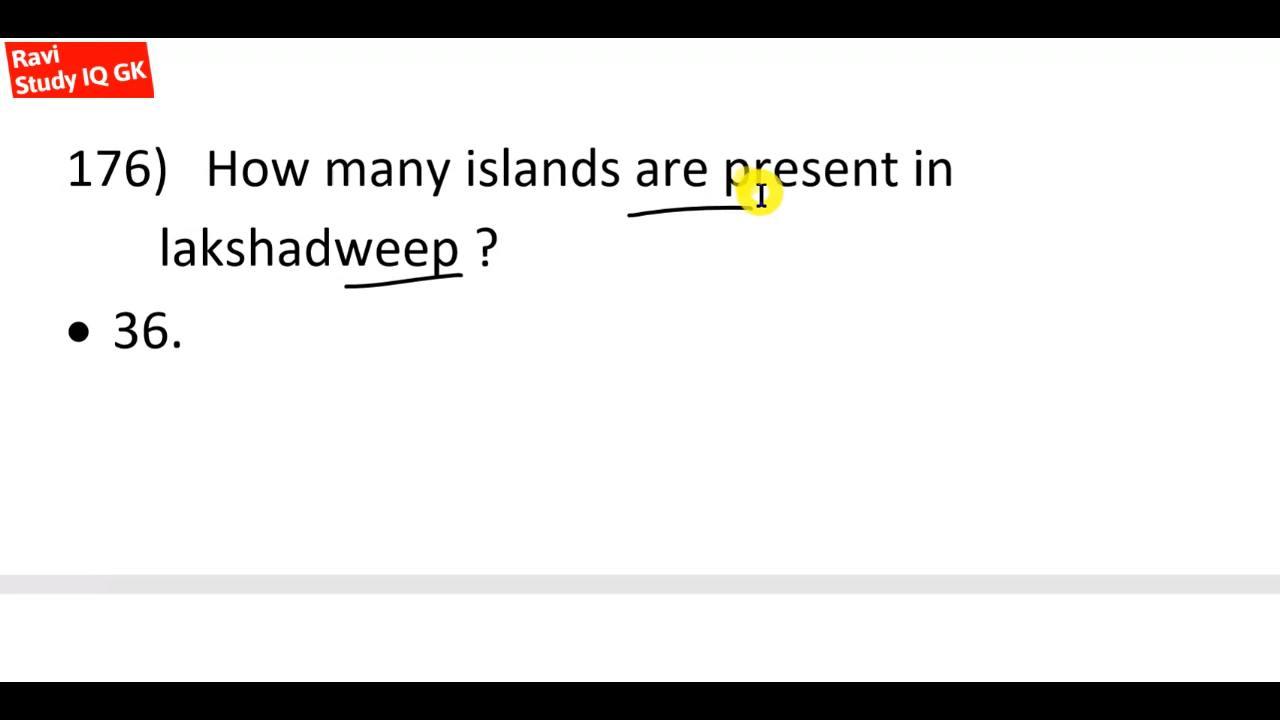 Ravi
Study IQ GK
176) How many islands are present in
lakshadweep ?
• 36.